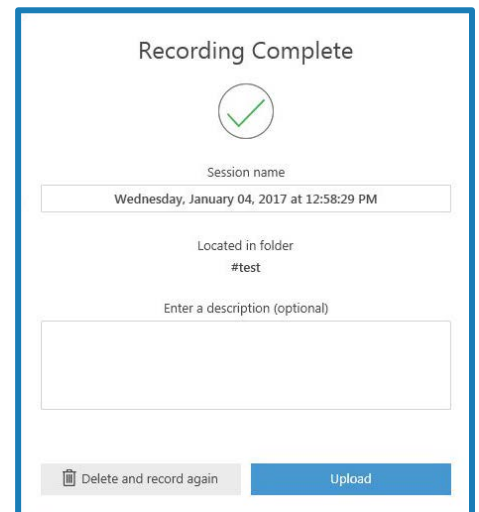 Recording Complete
Session name
Wednesday, January 04, 2017 at 12:58:29 PM
Located in folder
#test
Enter a description (optional)
Delete and record again
Upload